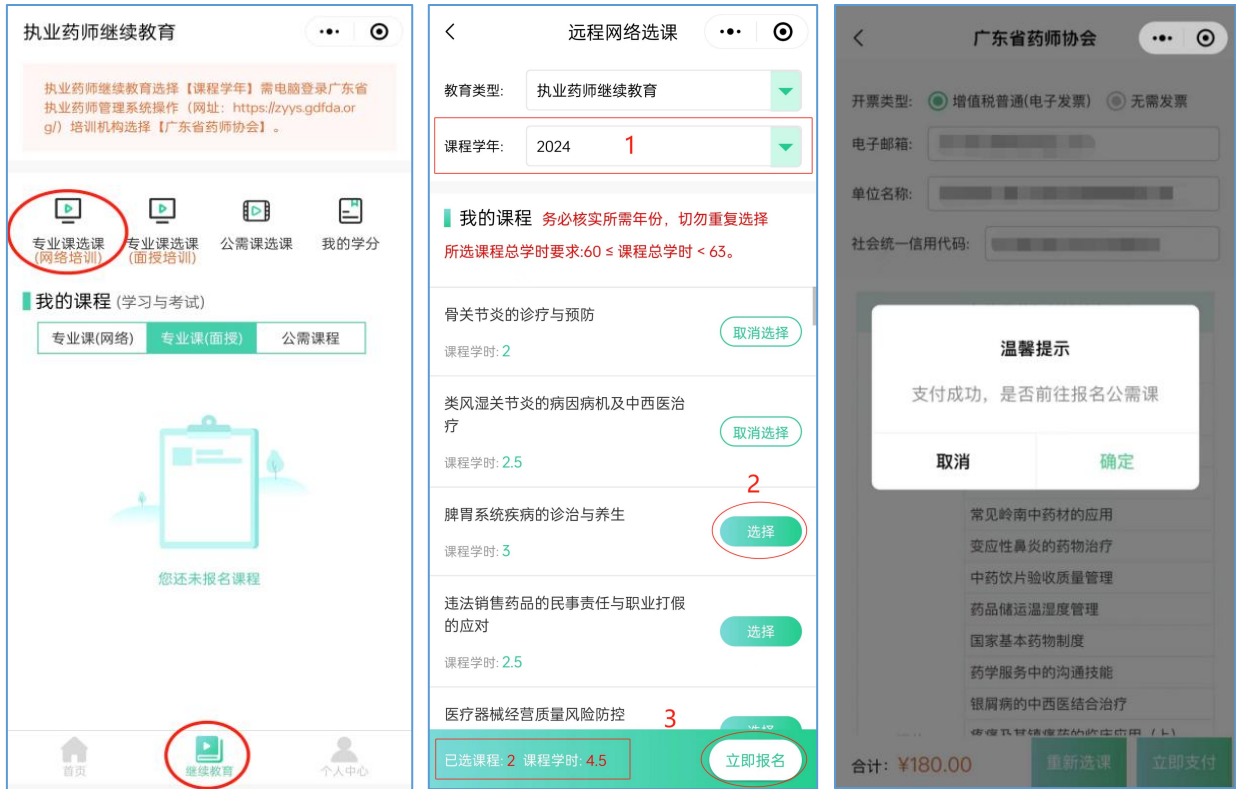 执业药师继续教育
执业药师继续教育选择【课程学年】需电脑登录广东省
执业药师管理系统操作（网址：https://zyys.gdfda.or
g/）培训机构选择【广东省药师协会】。
专业课选课
(网络培训)
专业课选课
(面授培训)
公需课选课
我的学分
我的课程 (学习与考试)
专业课(网络) 专业课(面授) 公需课程
您还未报名课程
首页 继续教育 个人中心
远程网络选课
教育类型: 执业药师继续教育
课程学年: 2024 1
我的课程 务必核实所需年份，切勿重复选择
所选课程总学时要求:60 ≤ 课程总学时 < 63。
骨关节炎的诊疗与预防
取消选择
课程学时: 2
类风湿关节炎的病因病机及中西医治
疗
取消选择
课程学时: 2.5
2
脾胃系统疾病的诊治与养生
选择
课程学时: 3
违法销售药品的民事责任与职业打假
的应对
选择
课程学时: 2.5
医疗器械经营质量风险防控
3
选择
已选课程: 2 课程学时: 4.5 立即报名
广东省药师协会
开票类型: 增值税普通(电子发票) 无需发票
电子邮箱:
单位名称:
社会统一信用代码:
温馨提示
支付成功，是否前往报名公需课
取消 确定
常见岭南中药材的应用
变应性鼻炎的药物治疗
中药饮片验收质量管理
药品储运温湿度管理
国家基本药物制度
药学服务中的沟通技能
银屑病的中西医结合治疗
疼痛及其镇痛药的临床应用（上）
合计: ¥180.00 重新选课 立即支付